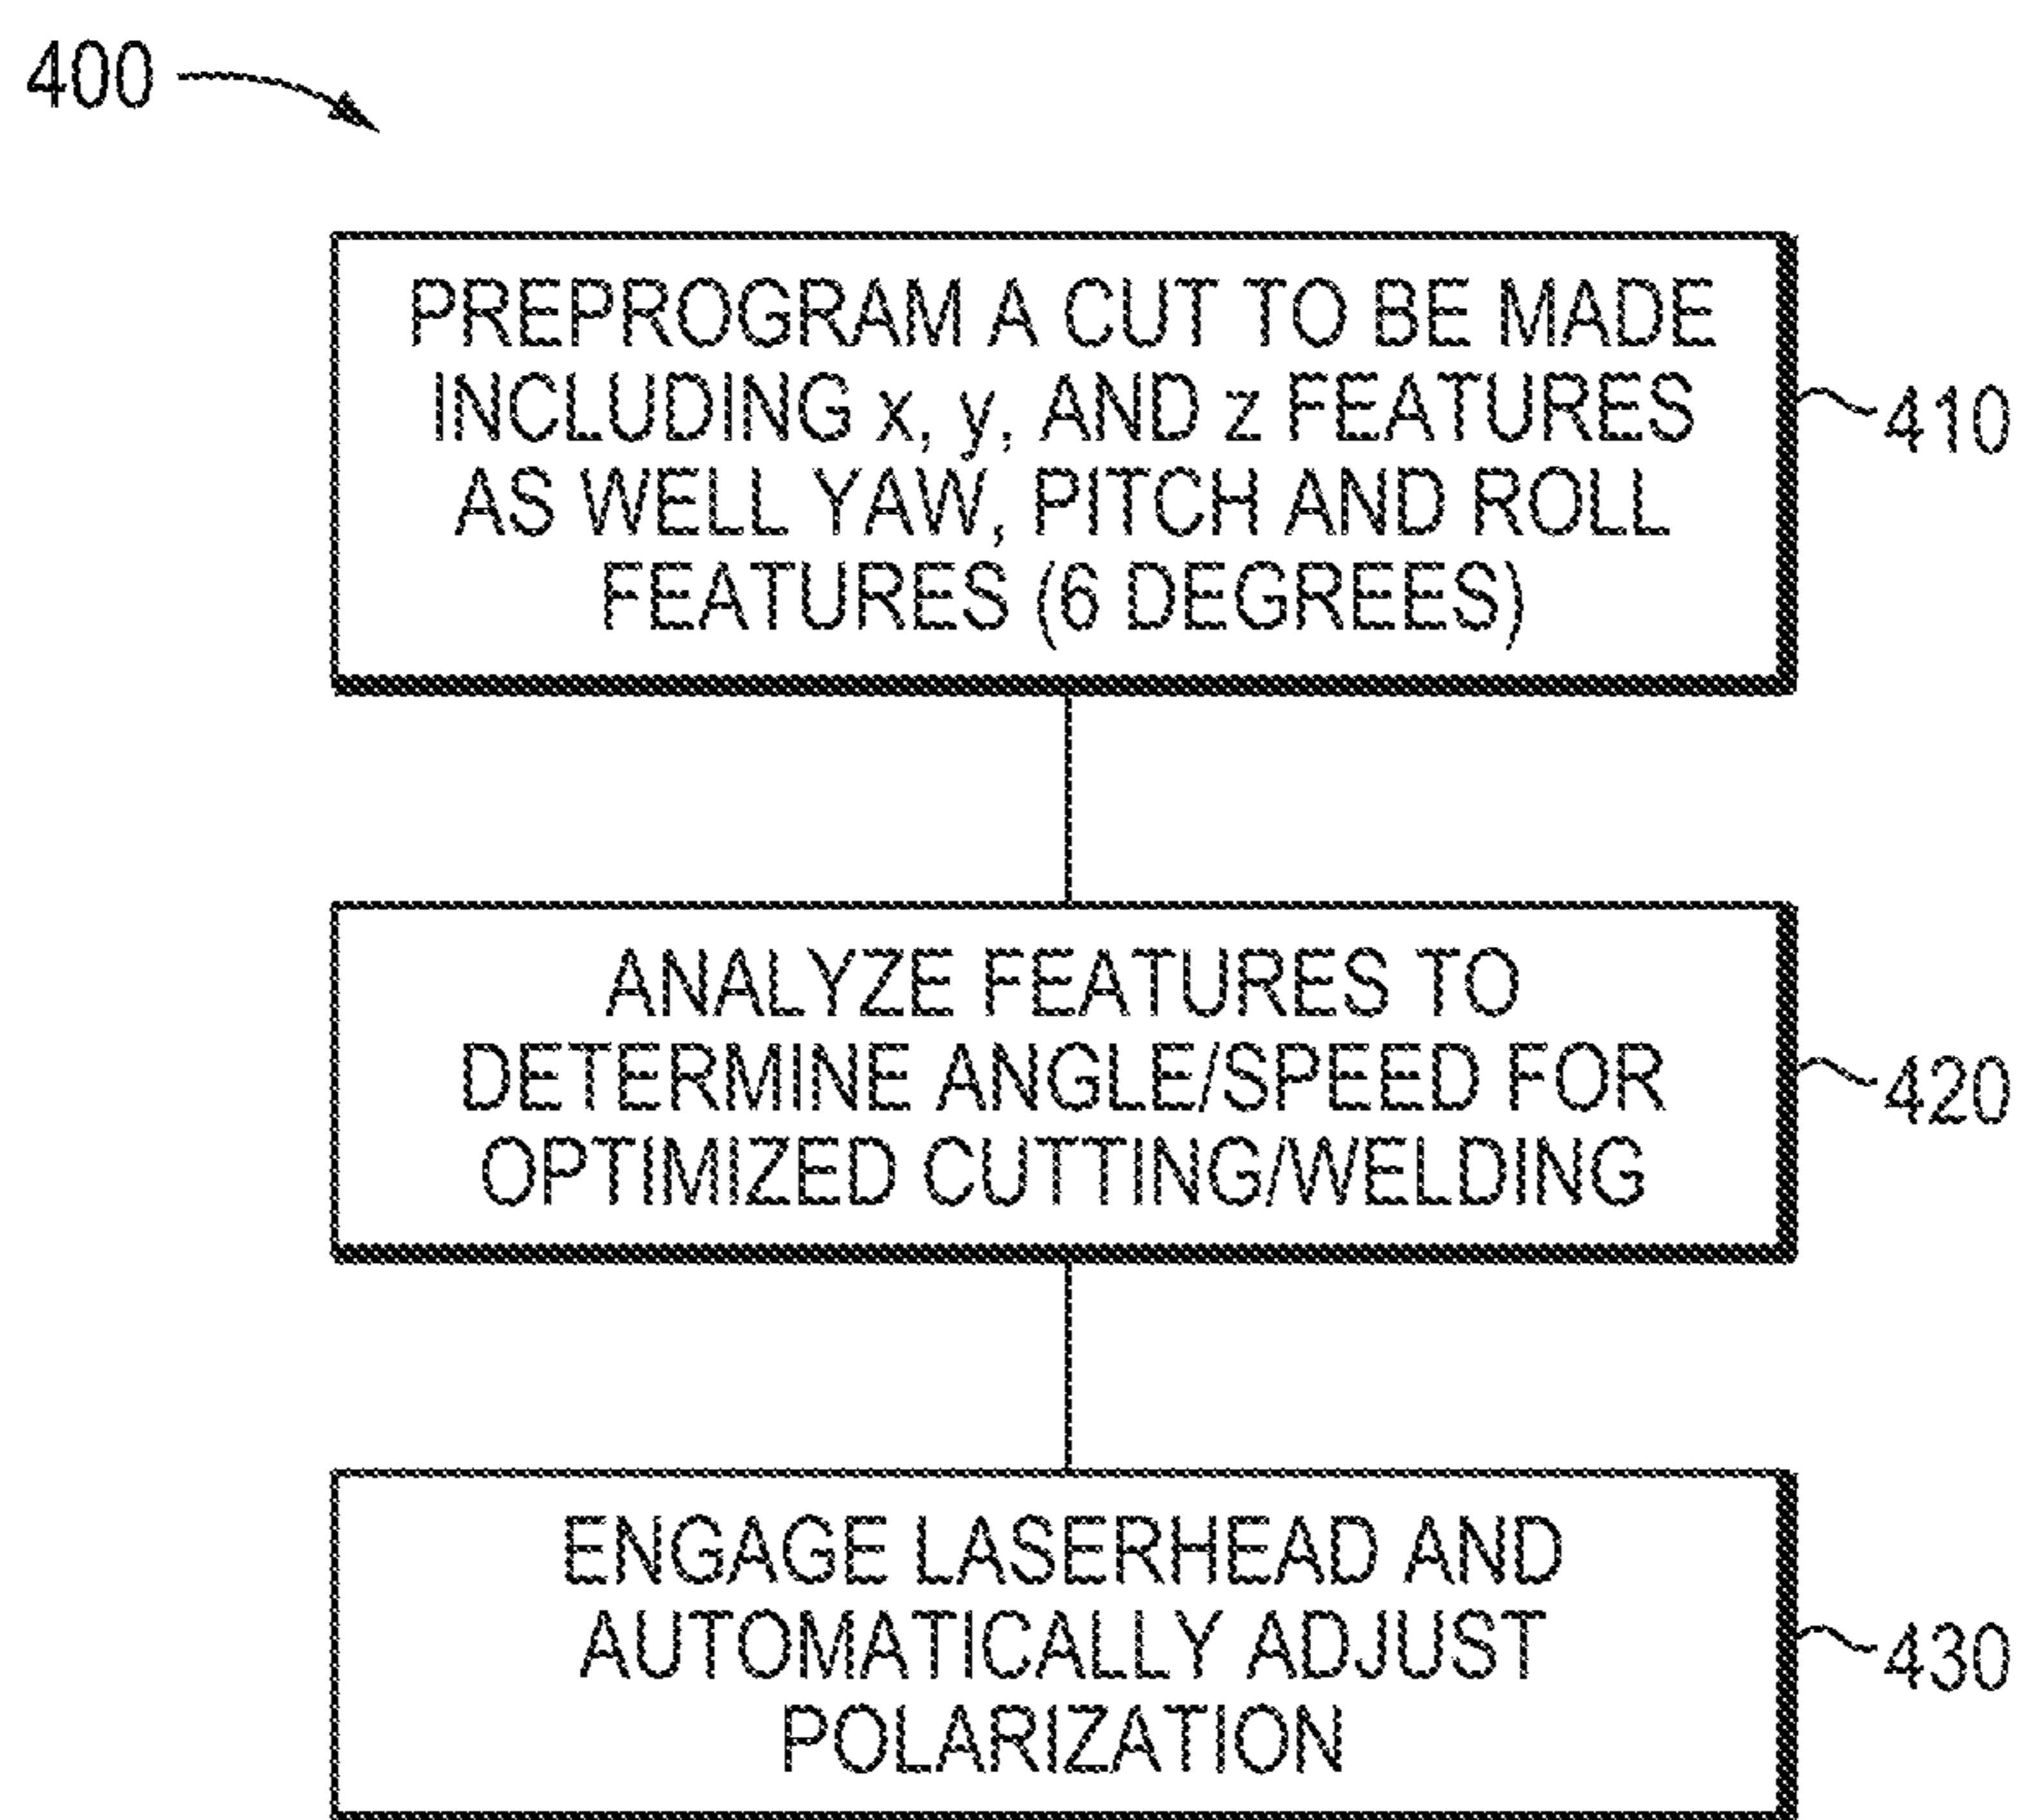 400
PREPROGRAM A CUT TO BE MADE
INCLUDING x, y, AND z FEATURES
AS WELL YAW, PITCH AND ROLL
FEATURES (6 DEGREES)
410
ANALYZE FEATURES TO
DETERMINE ANGLE/SPEED FOR
OPTIMIZED CUTTING/WELDING
420
ENGAGE LASERHEAD AND
AUTOMATICALLY ADJUST
POLARIZATION
430